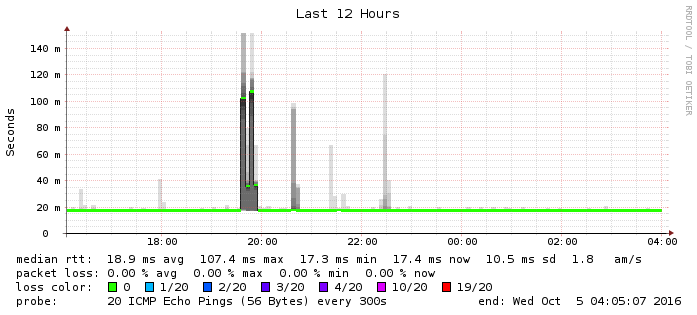 Last 12 Hours
RRDTOOL / TOBI OETIKER
Seconds
140 m
120 m
100 m
80 m
60 m
40 m
20 m
0
18:00 20:00 22:00 00:00 02:00 04:00
median rtt: 18.9 ms avg 107.4 ms max 17.3 ms min 17.4 ms now 10.5 ms sd 1.8 am/s
packet loss: 0.00 % avg 0.00 % max 0.00 % min 0.00 % now
loss color: 0 1/20 2/20 3/20 4/20 10/20 19/20
probe: 20 ICMP Echo Pings (56 Bytes) every 300s end: Wed Oct 5 04:05:07 2016